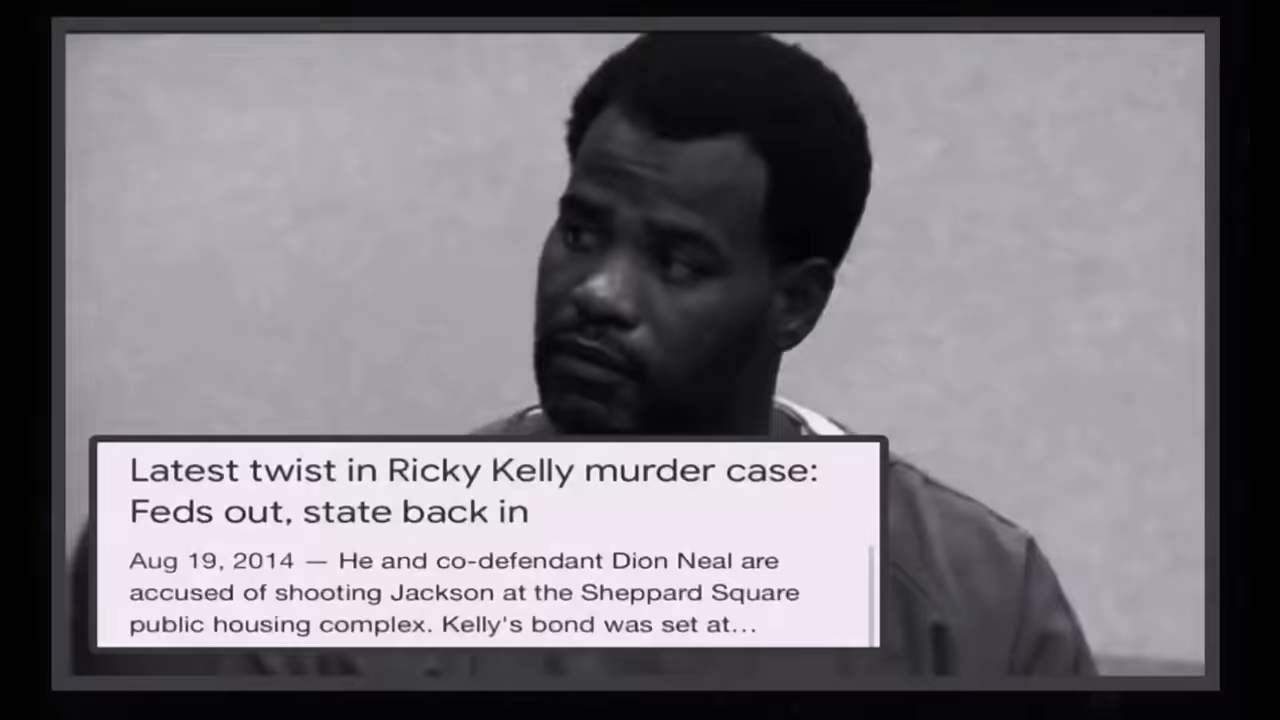 Latest twist in Ricky Kelly murder case:
Feds out, state back in
Aug 19, 2014 — He and co-defendant Dion Neal are
accused of shooting Jackson at the Sheppard Square
public housing complex. Kelly's bond was set at...